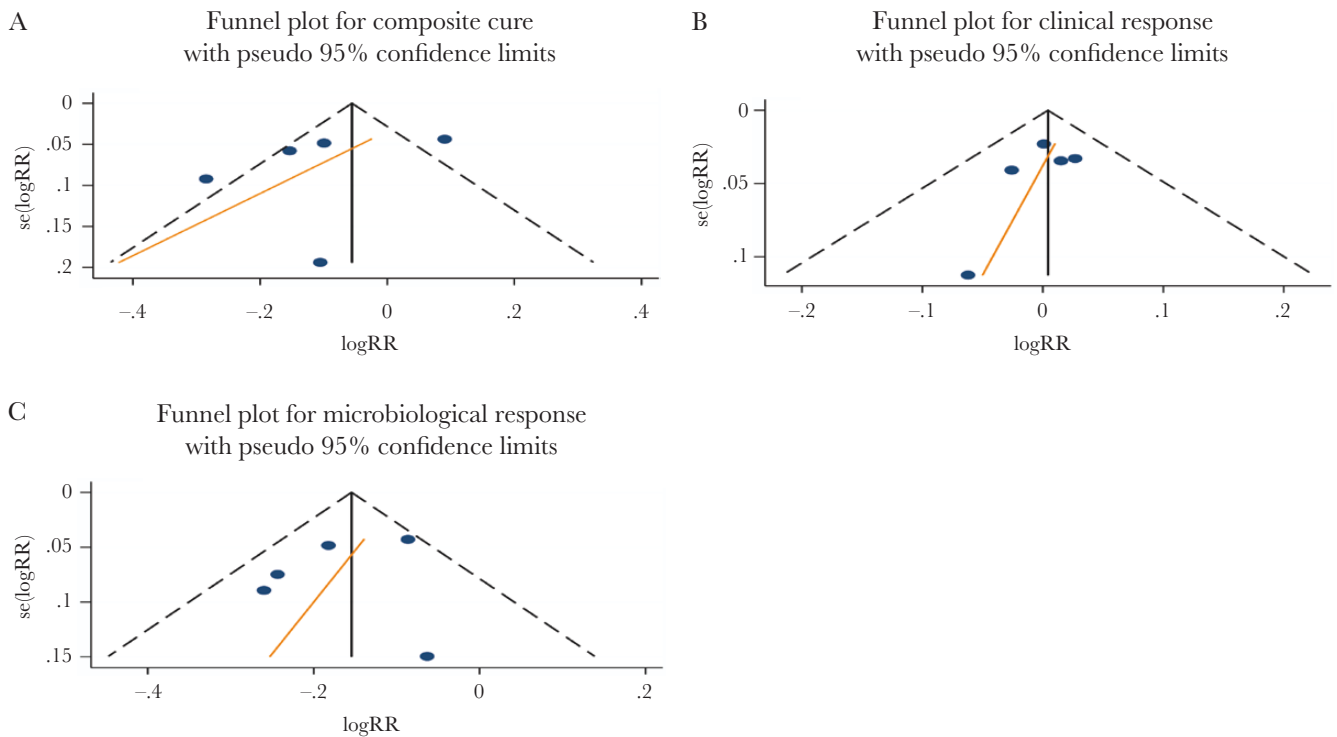 A
Funnel plot for composite cure
with pseudo 95% confidence limits
0
.05
.1
.15
.2
se(logRR)
–.4
–.2
0
.2
.4
logRR
B
Funnel plot for clinical response
with pseudo 95% confidence limits
0
.05
.1
se(logRR)
–.2
–.1
0
.1
.2
logRR
C
Funnel plot for microbiological response
with pseudo 95% confidence limits
0
.05
.1
.15
se(logRR)
–.4
–.2
0
.2
logRR